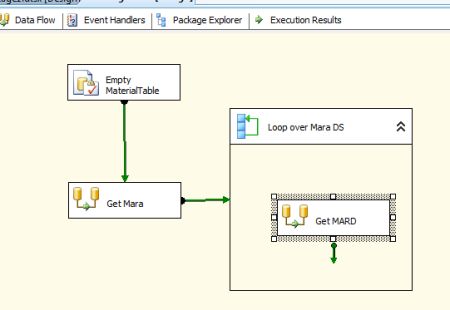 Data Flow
Event Handlers
Package Explorer
Execution Results
Empty
MaterialTable
Loop over Mara DS
Get Mara
Get MARD